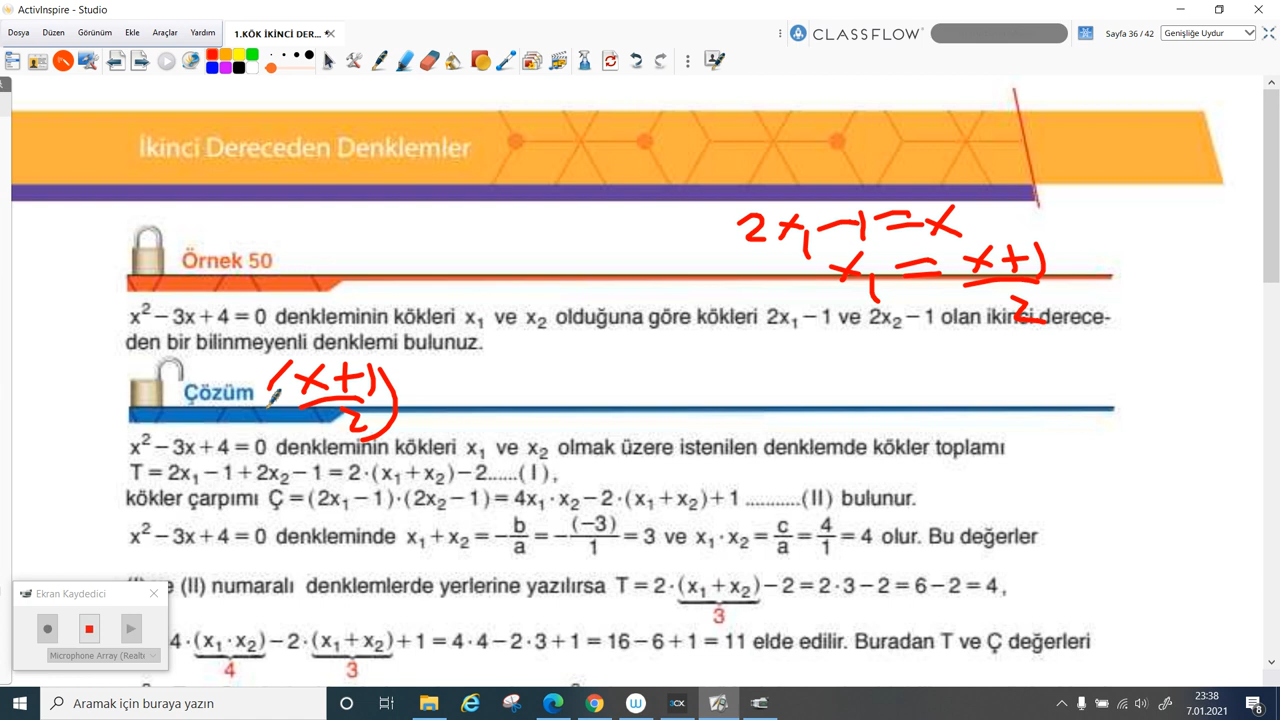 ActivInspire - Studio
Dosya Düzen Görünüm Ekle Araçlar Yardım
1.KÖK İKİNCİ DER...
CLASSFLOW
Sayfa 36 / 42
Genişliğe Uydur
İkinci Dereceden Denklemler
2x₁ − 1 = x
x₁ = (x+1)/2
Örnek 50
x² − 3x + 4 = 0 denkleminin kökleri x₁ ve x₂ olduğuna göre kökleri 2x₁ − 1 ve 2x₂ − 1 olan ikinci derece-
den bir bilinmeyenli denklemi bulunuz.
Çözüm
((x+1)/2)
x² − 3x + 4 = 0 denkleminin kökleri x₁ ve x₂ olmak üzere istenilen denklemde kökler toplamı
T = 2x₁ − 1 + 2x₂ − 1 = 2·(x₁ + x₂) − 2......(I),
kökler çarpımı Ç = (2x₁ − 1)·(2x₂ − 1) = 4x₁·x₂ − 2·(x₁ + x₂) + 1 ...........(II) bulunur.
x² − 3x + 4 = 0 denkleminde x₁ + x₂ = −b/a = −(−3)/1 = 3 ve x₁·x₂ = c/a = 4/1 = 4 olur. Bu değerler
(II) numaralı denklemlerde yerlerine yazılırsa T = 2·(x₁ + x₂) − 2 = 2·3 − 2 = 6 − 2 = 4,
3
4·(x₁·x₂) − 2·(x₁ + x₂) + 1 = 4·4 − 2·3 + 1 = 16 − 6 + 1 = 11 elde edilir. Buradan T ve Ç değerleri
4 3
Ekran Kaydedici
Microphone Array (Realte
Aramak için buraya yazın
W
3CX
23:38
7.01.2021
8